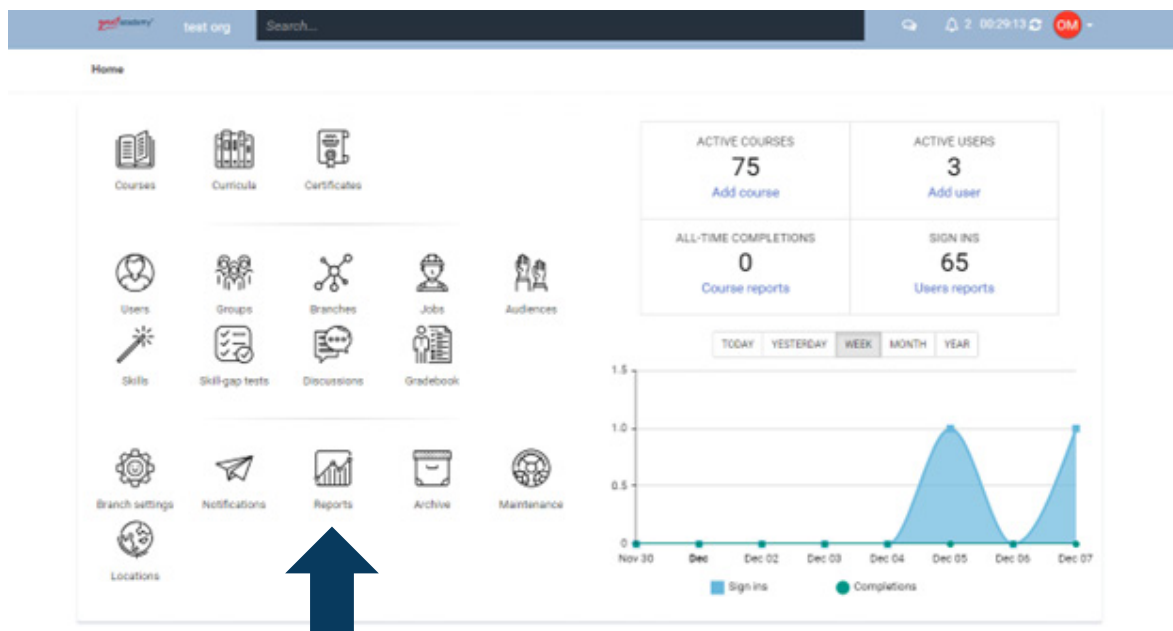 test org
Search...
2 00:29:13
OM
Home
Courses
Curricula
Certificates
Users
Groups
Branches
Jobs
Audiences
Skills
Skill-gap tests
Discussions
Gradebook
Branch settings
Notifications
Reports
Archive
Maintenance
Locations
ACTIVE COURSES
75
Add course
ACTIVE USERS
3
Add user
ALL-TIME COMPLETIONS
0
Course reports
SIGN INS
65
Users reports
TODAY YESTERDAY WEEK MONTH YEAR
1.5
1.0
0.5
0
Nov 30 Dec Dec 02 Dec 03 Dec 04 Dec 05 Dec 06 Dec 07
Sign ins Completions